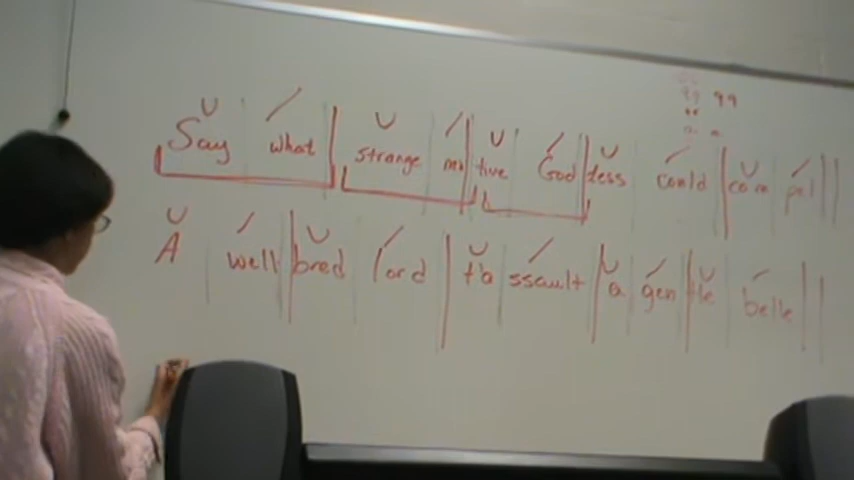 Say what strange mo tive God dess could com pel
A well bred lord t'a ssault a gen tle belle